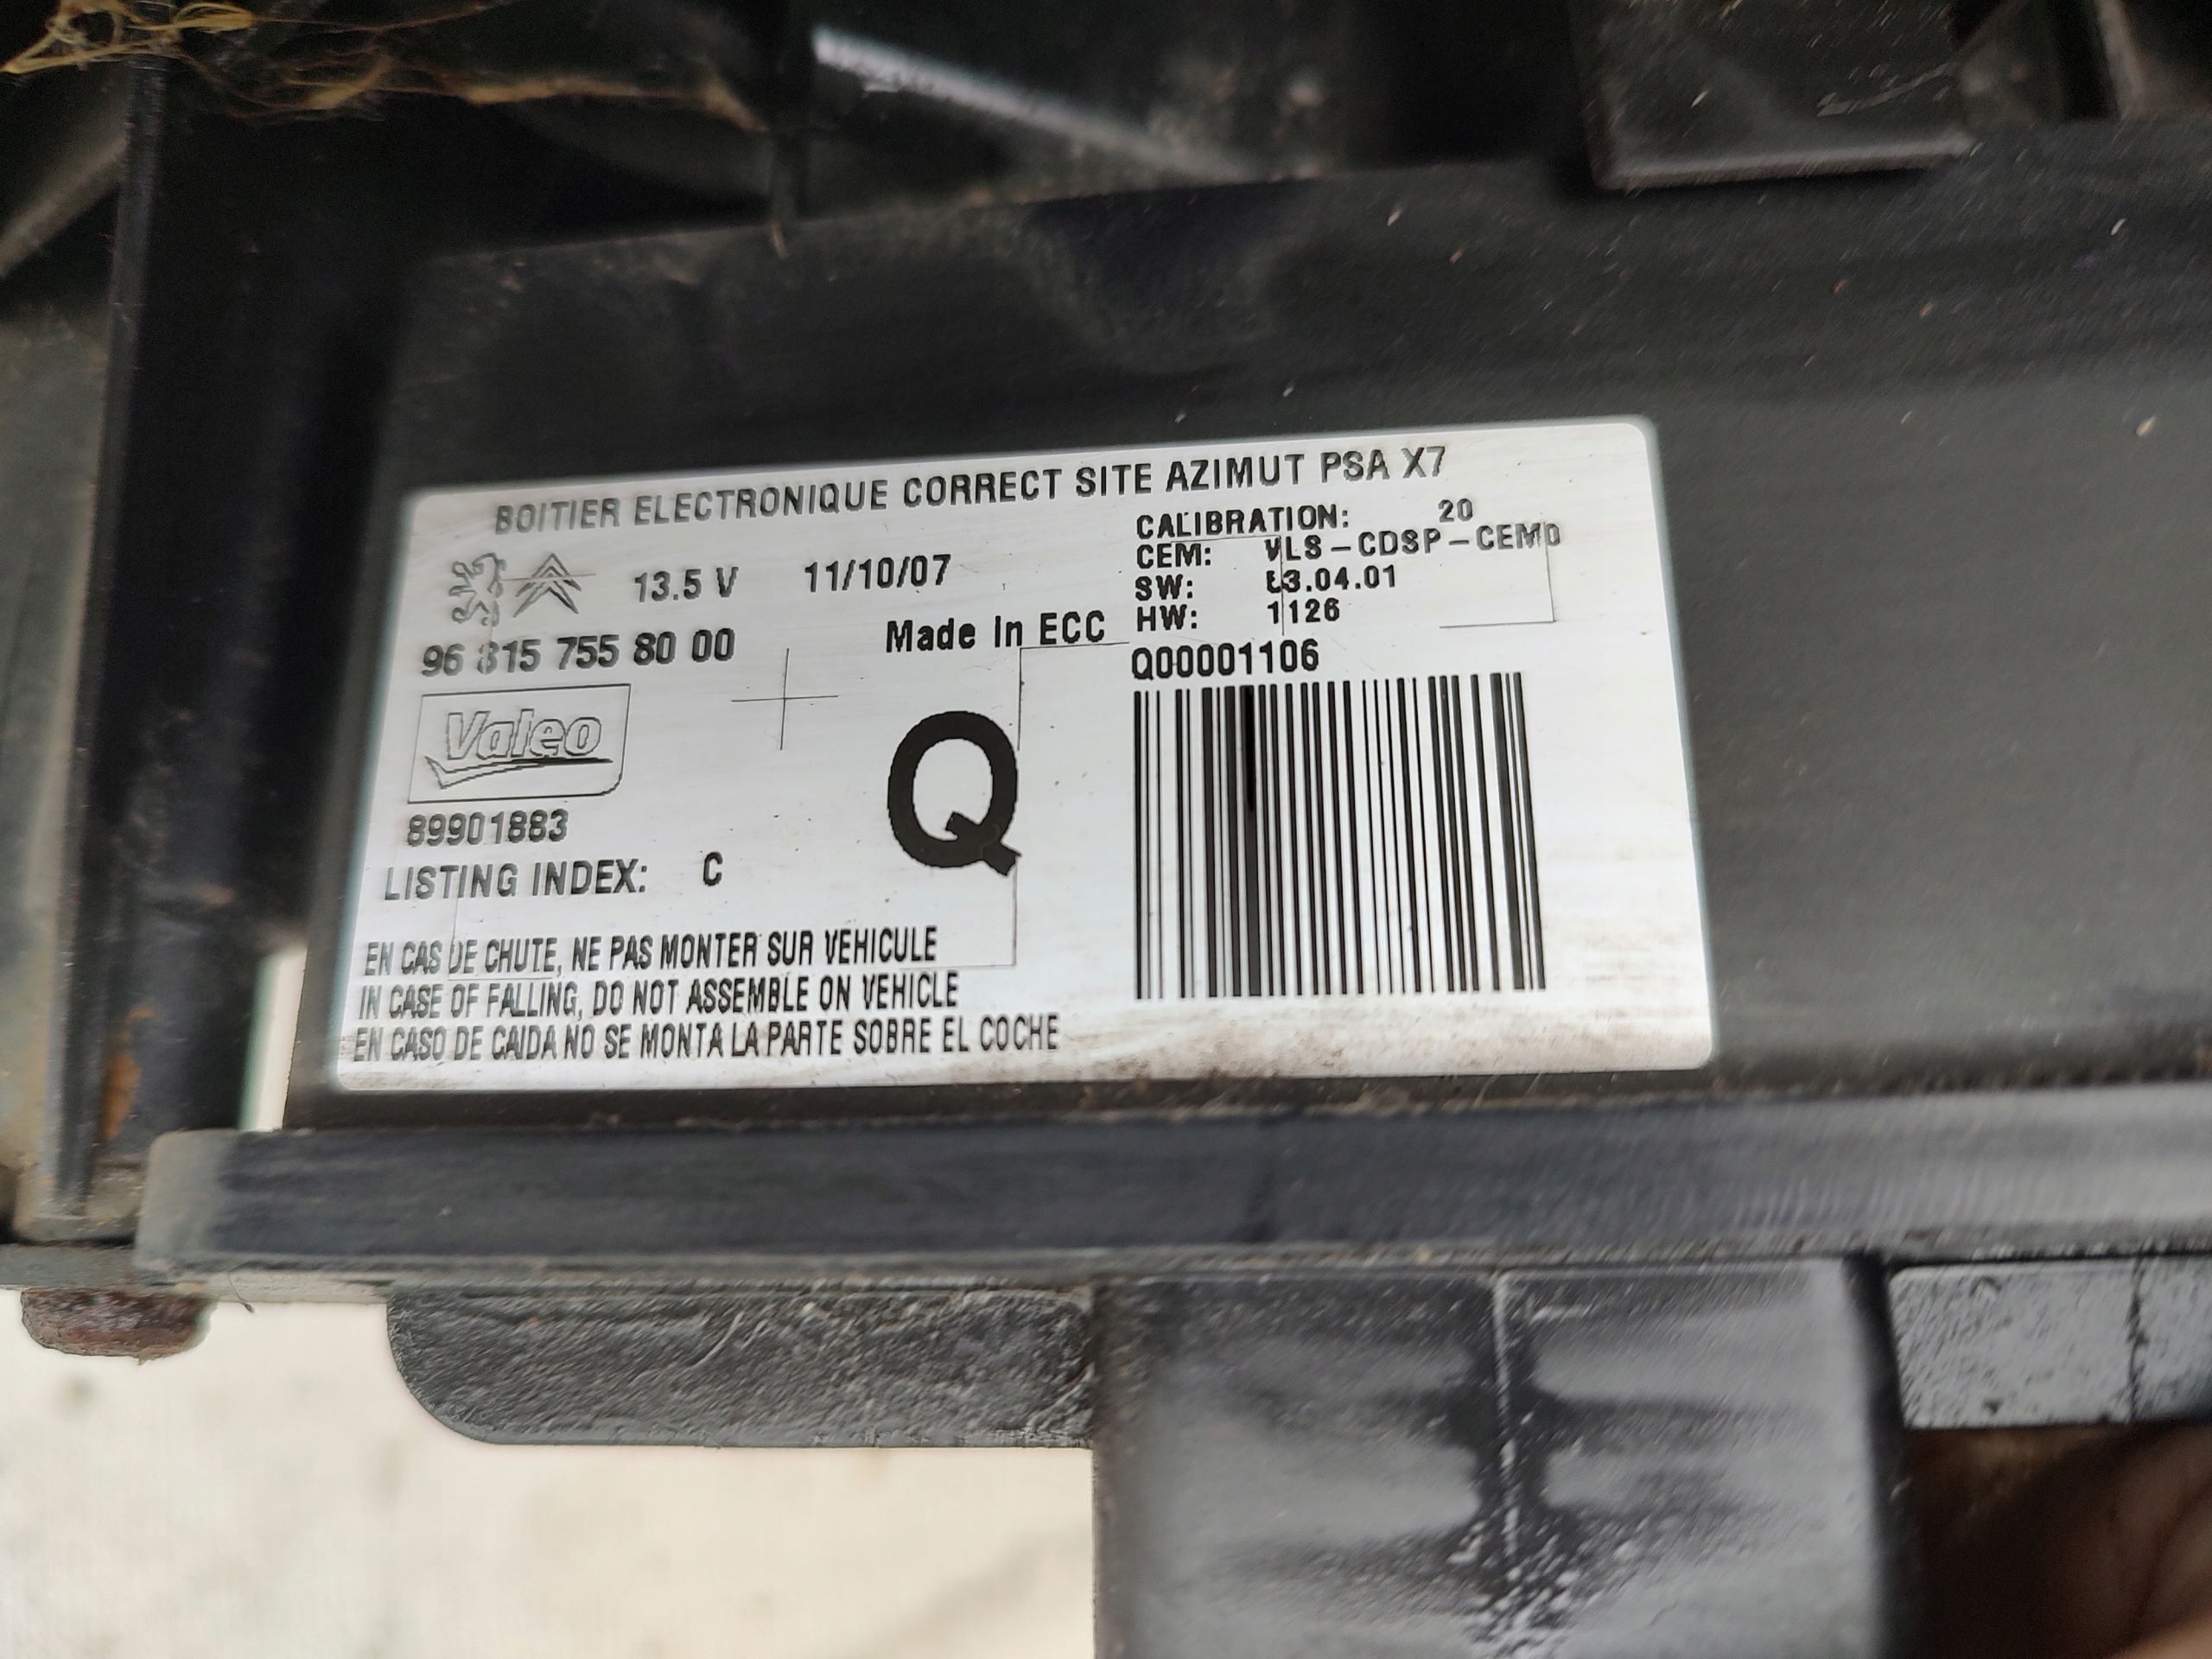 BOITIER ELECTRONIQUE CORRECT SITE AZIMUT PSA X7
13.5 V 11/10/07
96 815 755 80 00
Made In ECC
CALIBRATION: 20
CEM: VLS-CDSP-CEM0
SW: 03.04.01
HW: 1126
Q00001106
Valeo
89901883
LISTING INDEX: C
Q
EN CAS DE CHUTE, NE PAS MONTER SUR VEHICULE
IN CASE OF FALLING, DO NOT ASSEMBLE ON VEHICLE
EN CASO DE CAIDA NO SE MONTA LA PARTE SOBRE EL COCHE